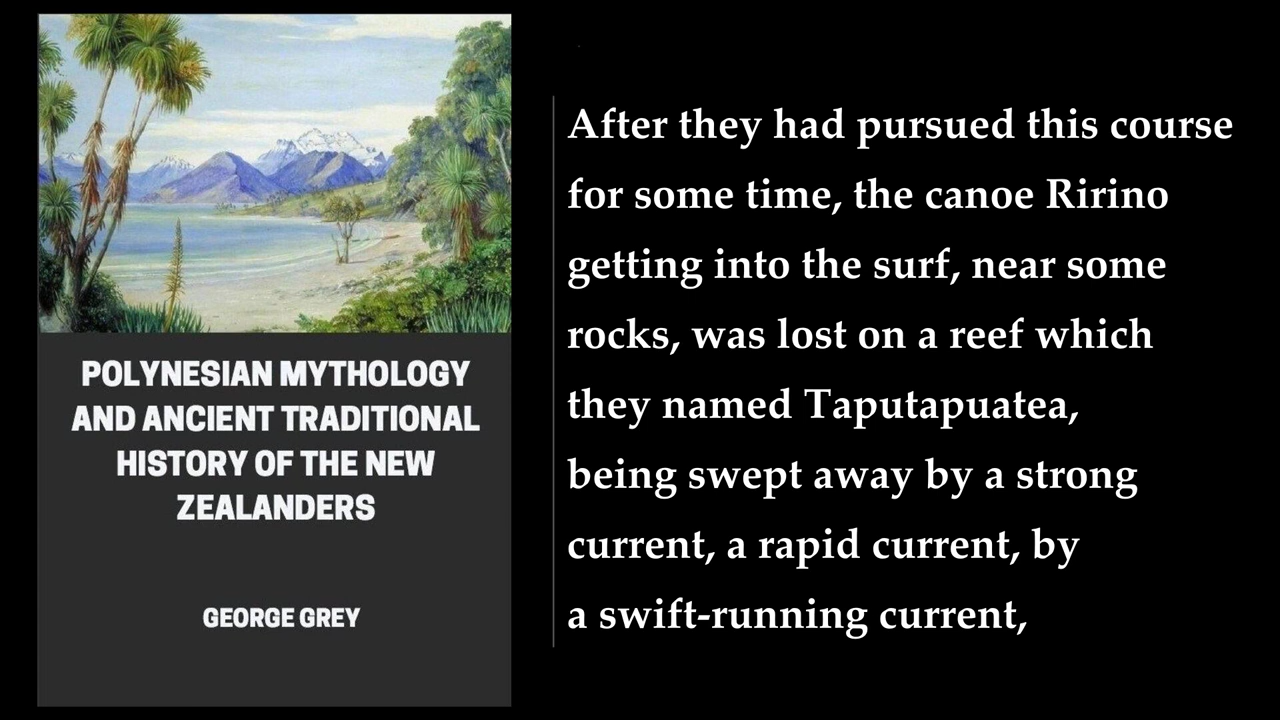 POLYNESIAN MYTHOLOGY
AND ANCIENT TRADITIONAL
HISTORY OF THE NEW
ZEALANDERS
GEORGE GREY
After they had pursued this course
for some time, the canoe Ririno
getting into the surf, near some
rocks, was lost on a reef which
they named Taputapuatea,
being swept away by a strong
current, a rapid current, by
a swift-running current,